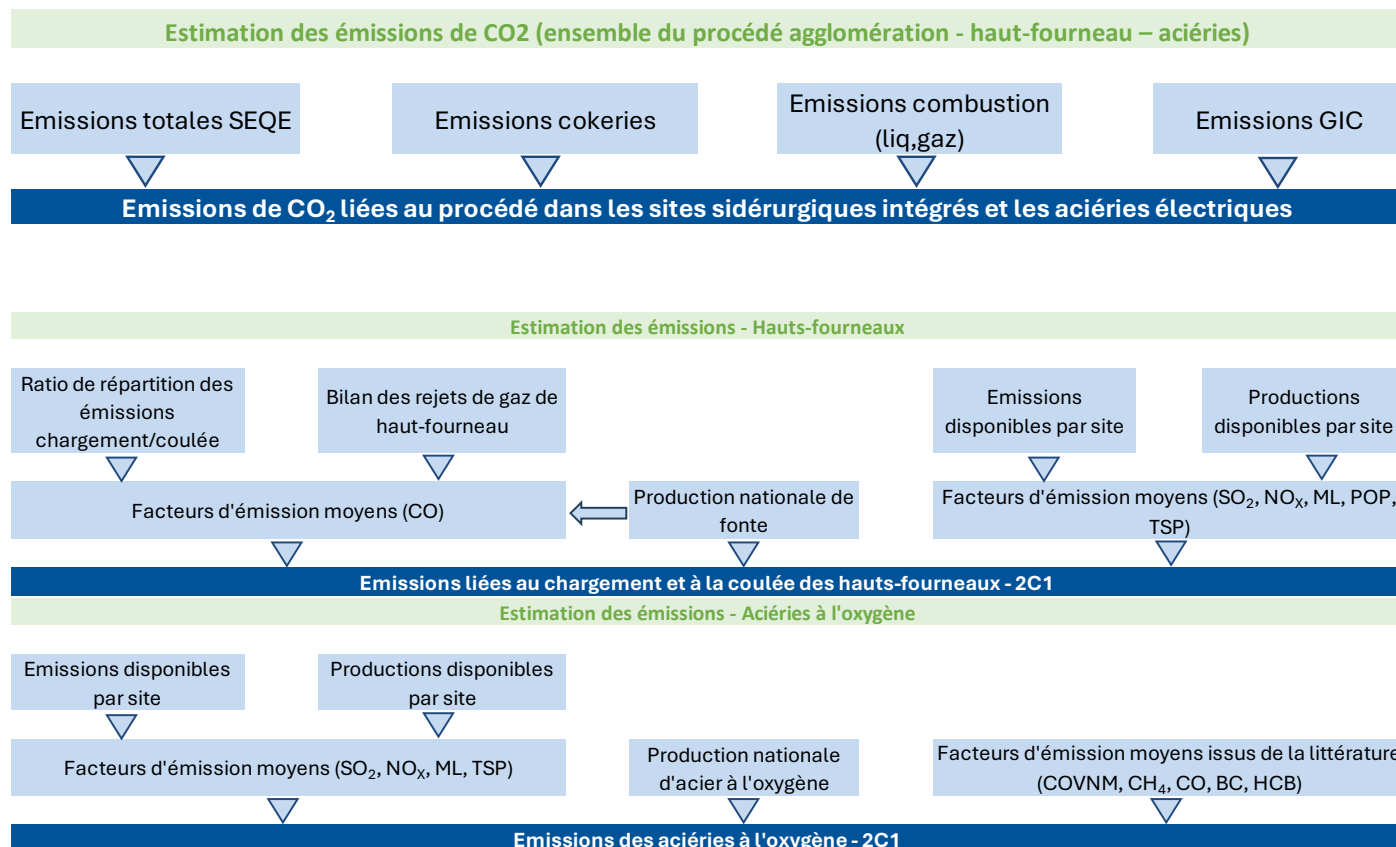 Estimation des émissions de CO2 (ensemble du procédé agglomération - haut-fourneau – aciéries)
Emissions totales SEQE
Emissions cokeries
Emissions combustion
(liq,gaz)
Emissions GIC
Emissions de CO₂ liées au procédé dans les sites sidérurgiques intégrés et les aciéries électriques
Estimation des émissions - Hauts-fourneaux
Ratio de répartition des
émissions
chargement/coulée
Bilan des rejets de gaz de
haut-fourneau
Emissions
disponibles par site
Productions
disponibles par site
Facteurs d'émission moyens (CO)
Production nationale de
fonte
Facteurs d'émission moyens (SO₂, NOₓ, ML, POP,
TSP)
Emissions liées au chargement et à la coulée des hauts-fourneaux - 2C1
Estimation des émissions - Aciéries à l'oxygène
Emissions disponibles
par site
Productions disponibles
par site
Facteurs d'émission moyens (SO₂, NOₓ, ML, TSP)
Production nationale
d'acier à l'oxygène
Facteurs d'émission moyens issus de la littérature
(COVNM, CH₄, CO, BC, HCB)
Emissions des aciéries à l'oxygène - 2C1